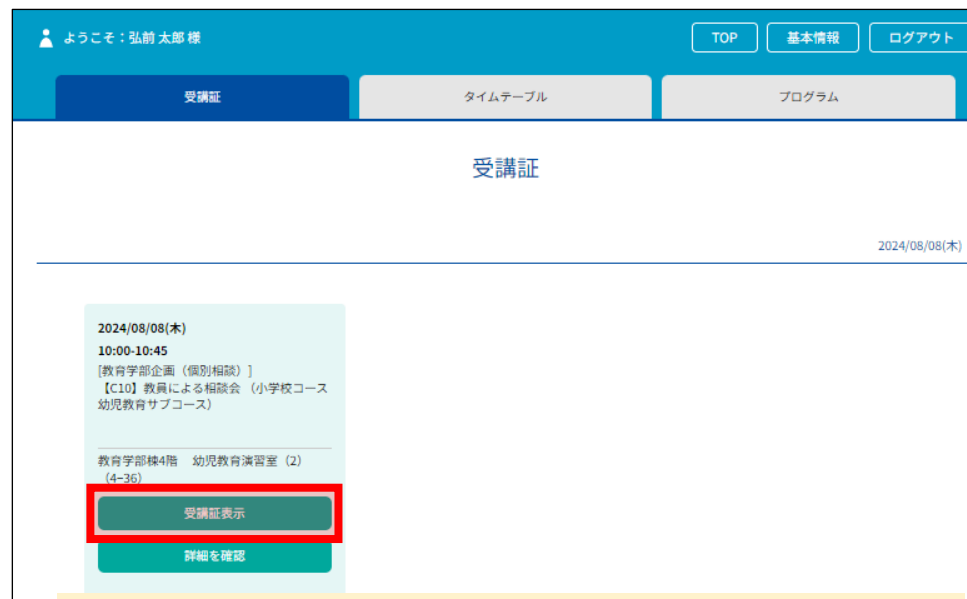 ようこそ：弘前 太郎 様
TOP
基本情報
ログアウト
受講証
タイムテーブル
プログラム
受講証
2024/08/08(木)
2024/08/08(木)
10:00-10:45
[教育学部企画（個別相談）]
【C10】教員による相談会 （小学校コース
幼児教育サブコース）
教育学部棟4階　幼児教育演習室（2）
（4−36）
受講証表示
詳細を確認